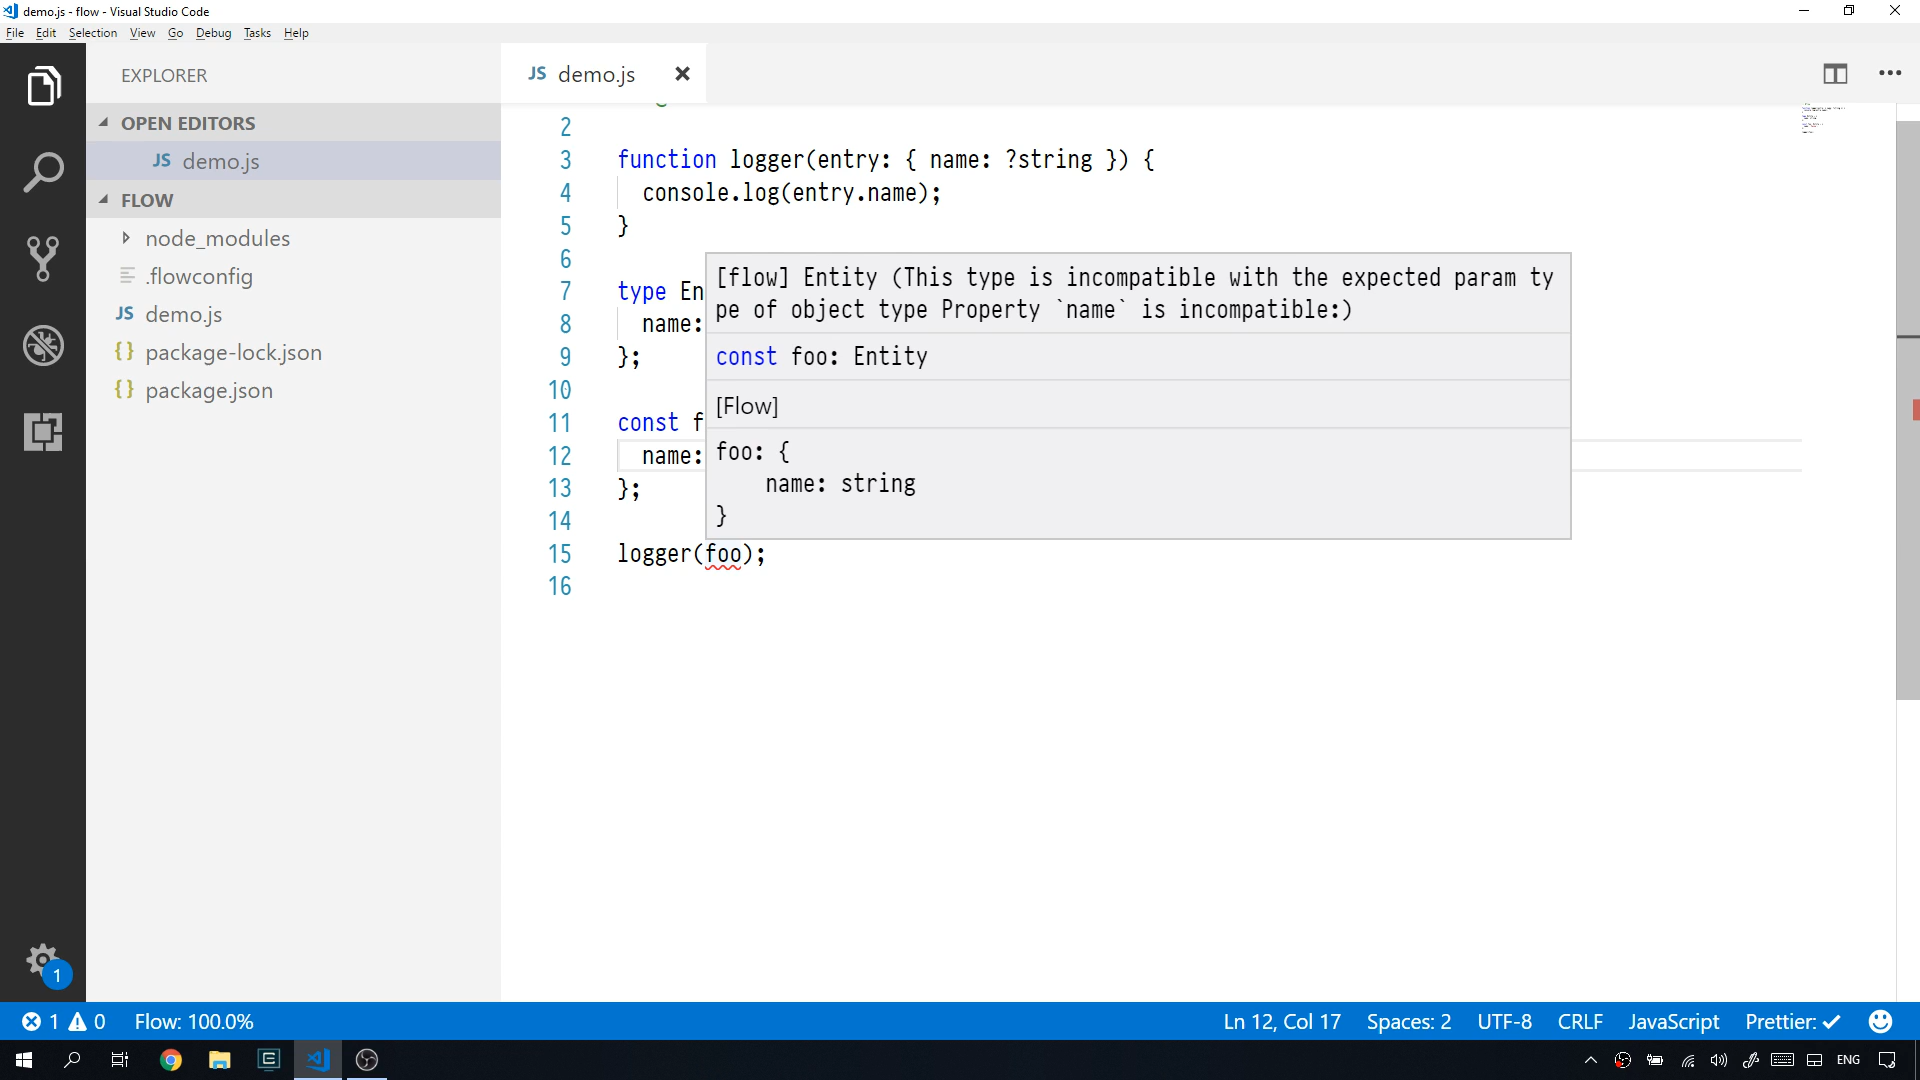 demo.js - flow - Visual Studio Code
File Edit Selection View Go Debug Tasks Help
EXPLORER
OPEN EDITORS
JS demo.js
FLOW
node_modules
.flowconfig
JS demo.js
{} package-lock.json
{} package.json
1
JS demo.js
2
3 function logger(entry: { name: ?string }) {
4 console.log(entry.name);
5 }
6
7 type En
8 name:
9 };
10
11 const f
12 name:
13 };
14
15 logger(foo);
16
[flow] Entity (This type is incompatible with the expected param ty
pe of object type Property `name` is incompatible:)
const foo: Entity
[Flow]
foo: {
name: string
}
1 0 Flow: 100.0% Ln 12, Col 17 Spaces: 2 UTF-8 CRLF JavaScript Prettier: ✓
ENG